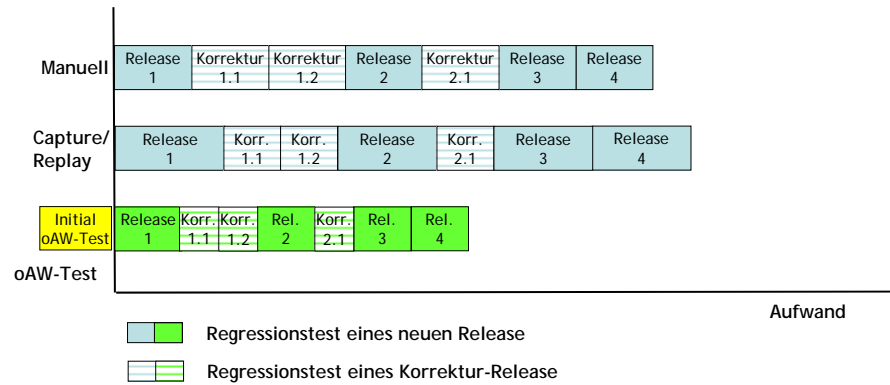 Manuell
Release Korrektur Korrektur Release Korrektur Release Release
1 1.1 1.2 2 2.1 3 4
Capture/
Replay
Release Korr. Korr. Release Korr. Release Release
1 1.1 1.2 2 2.1 3 4
Initial
oAW-Test
Release Korr. Korr. Rel. Korr. Rel. Rel.
1 1.1 1.2 2 2.1 3 4
oAW-Test
Aufwand
Regressionstest eines neuen Release
Regressionstest eines Korrektur-Release